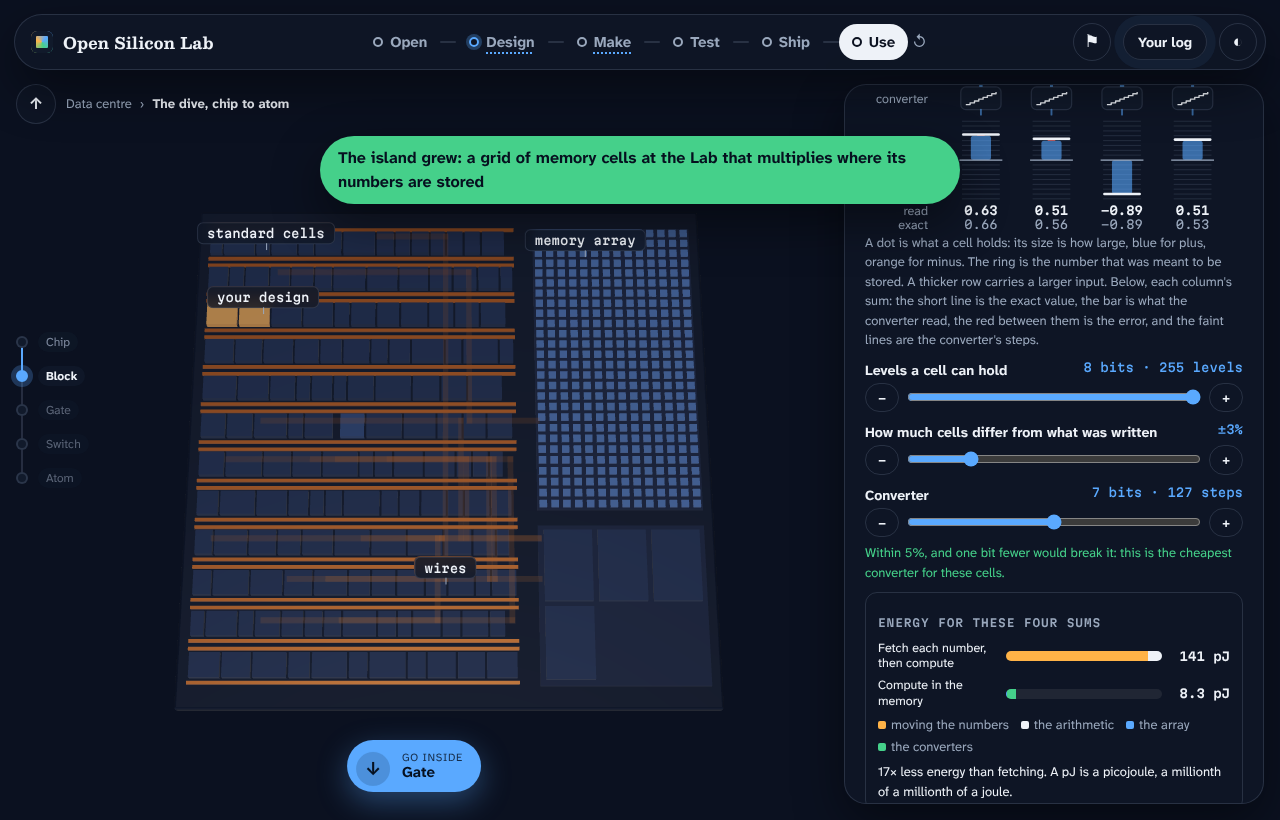 Open Silicon Lab
Open
Design
Make
Test
Ship
Use
Your log
Data centre › The dive, chip to atom
The island grew: a grid of memory cells at the Lab that multiplies where its
numbers are stored
standard cells
your design
memory array
wires
Chip
Block
Gate
Switch
Atom
GO INSIDE
Gate
converter
read 0.63 0.51 −0.89 0.51
exact 0.66 0.56 −0.89 0.53
A dot is what a cell holds: its size is how large, blue for plus,
orange for minus. The ring is the number that was meant to be
stored. A thicker row carries a larger input. Below, each column's
sum: the short line is the exact value, the bar is what the
converter read, the red between them is the error, and the faint
lines are the converter's steps.
Levels a cell can hold 8 bits · 255 levels
− +
How much cells differ from what was written ±3%
− +
Converter 7 bits · 127 steps
− +
Within 5%, and one bit fewer would break it: this is the cheapest
converter for these cells.
ENERGY FOR THESE FOUR SUMS
Fetch each number,
then compute 141 pJ
Compute in the
memory 8.3 pJ
moving the numbers the arithmetic the array
the converters
17× less energy than fetching. A pJ is a picojoule, a millionth
of a millionth of a joule.